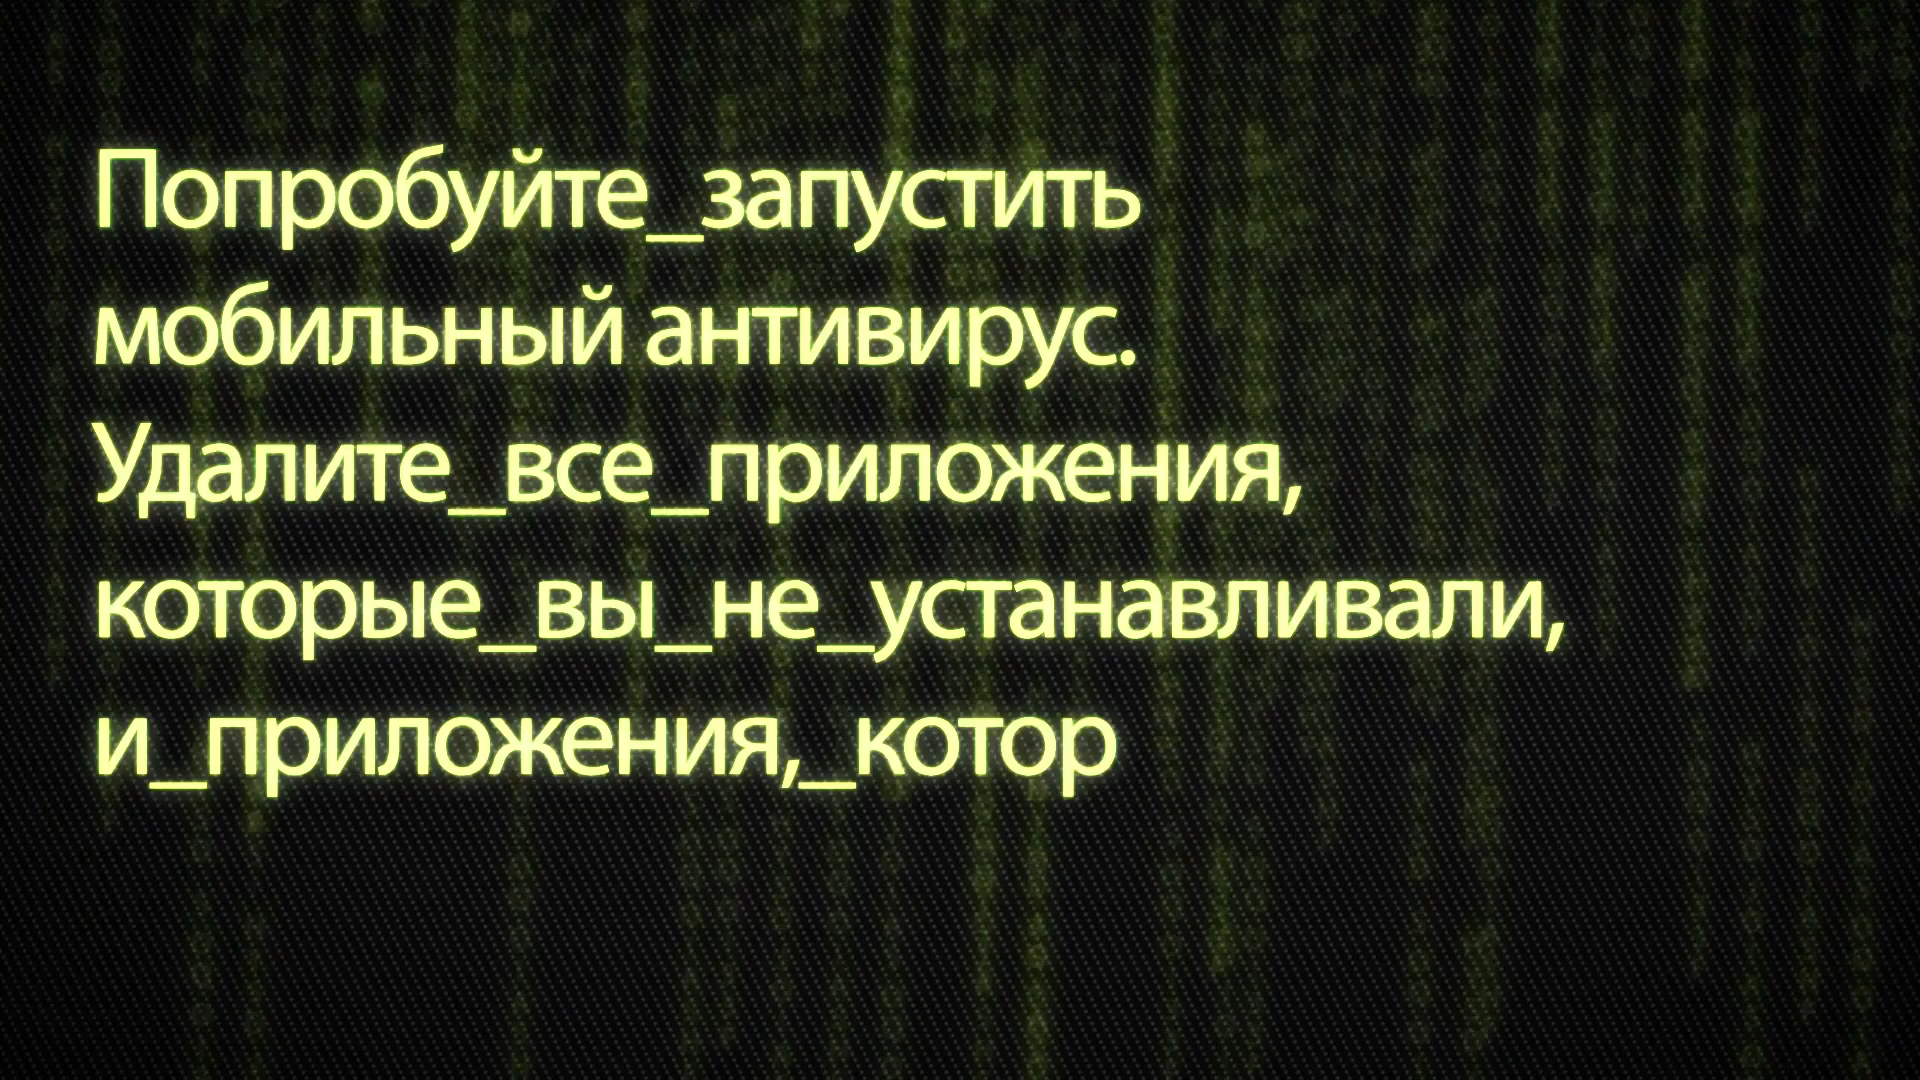 Попробуйте_запустить
мобильный антивирус.
Удалите_все_приложения,
которые_вы_не_устанавливали,
и_приложения,_котор